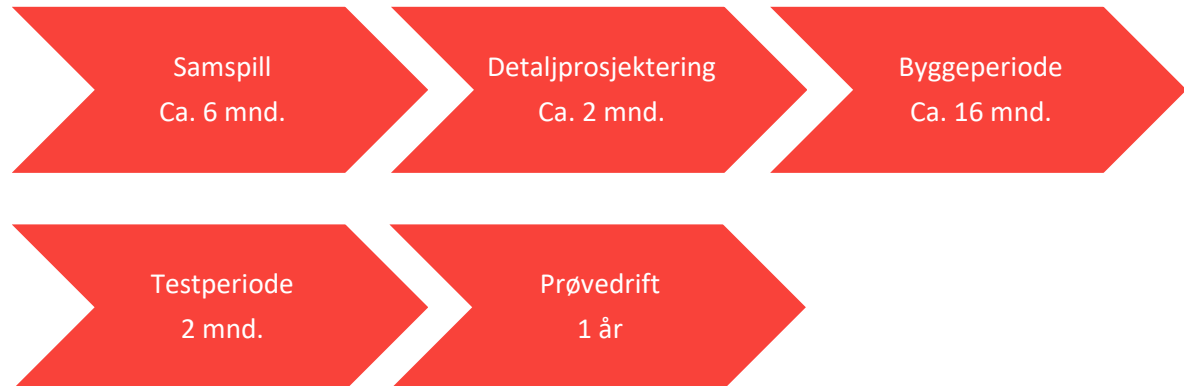 Samspill
Ca. 6 mnd.
Detaljprosjektering
Ca. 2 mnd.
Byggeperiode
Ca. 16 mnd.
Testperiode
2 mnd.
Prøvedrift
1 år